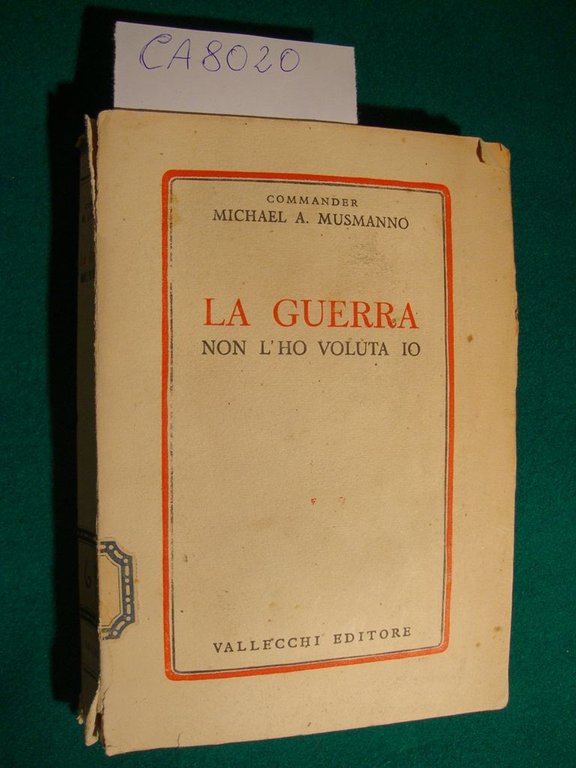 CA8020
COMMANDER
MICHAEL A. MUSMANNO
LA GUERRA
NON L'HO VOLUTA IO
VALLECCHI EDITORE